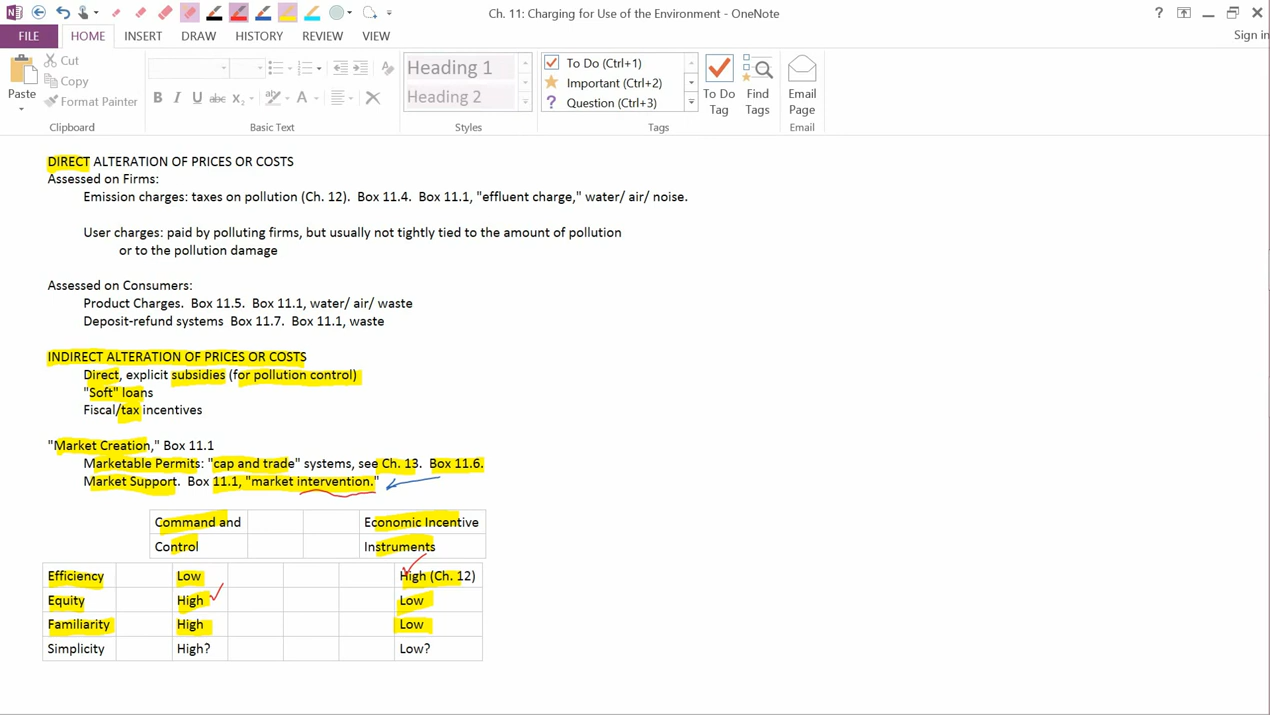 Ch. 11: Charging for Use of the Environment - OneNote
?
FILE HOME INSERT DRAW HISTORY REVIEW VIEW
Sign in
Paste
Cut
Copy
Format Painter
Clipboard
B I U abc x₂ A
Basic Text
Heading 1
Heading 2
Styles
To Do (Ctrl+1)
Important (Ctrl+2)
? Question (Ctrl+3)
To Do Tag
Find Tags
Tags
Email Page
Email
DIRECT ALTERATION OF PRICES OR COSTS
Assessed on Firms:
Emission charges: taxes on pollution (Ch. 12). Box 11.4. Box 11.1, "effluent charge," water/ air/ noise.
User charges: paid by polluting firms, but usually not tightly tied to the amount of pollution
or to the pollution damage
Assessed on Consumers:
Product Charges. Box 11.5. Box 11.1, water/ air/ waste
Deposit-refund systems Box 11.7. Box 11.1, waste
INDIRECT ALTERATION OF PRICES OR COSTS
Direct, explicit subsidies (for pollution control)
"Soft" loans
Fiscal/tax incentives
"Market Creation," Box 11.1
Marketable Permits: "cap and trade" systems, see Ch. 13. Box 11.6.
Market Support. Box 11.1, "market intervention."
Command and Economic Incentive
Control Instruments
Efficiency Low High (Ch. 12)
Equity High Low
Familiarity High Low
Simplicity High? Low?